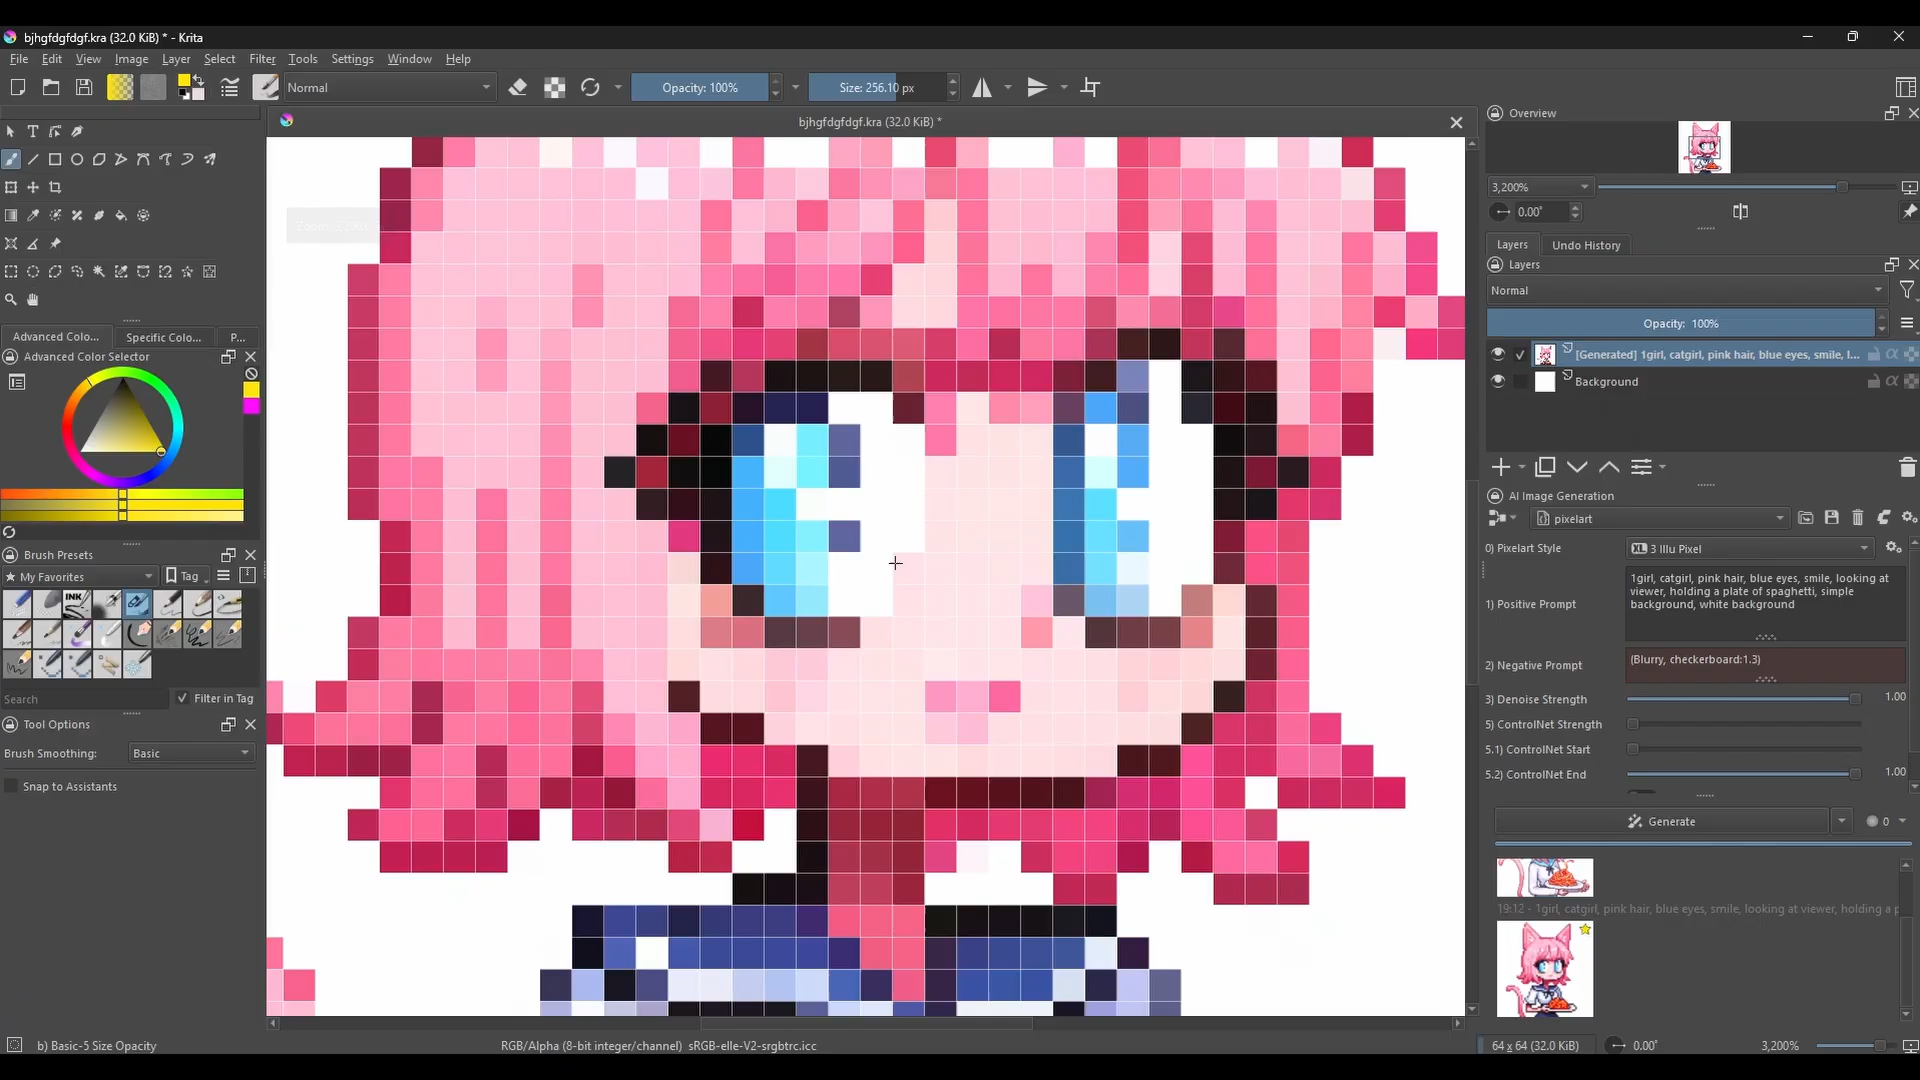 bjhgfdgfdgf.kra (32.0 KiB) * - Krita
File Edit View Image Layer Select Filter Tools Settings Window Help
Normal
Opacity: 100%
Size: 256.10 px
bjhgfdgfdgf.kra (32.0 KiB) *
Overview
3,200%
0.00°
Layers Undo History
Layers
Normal
Opacity: 100%
[Generated] 1girl, catgirl, pink hair, blue eyes, smile, l...
Background
Advanced Colo... Specific Colo... P...
Advanced Color Selector
Brush Presets
My Favorites
Tag
INK
Search
Filter in Tag
Tool Options
Brush Smoothing: Basic
Snap to Assistants
AI Image Generation
pixelart
0) Pixelart Style
XL 3 Illu Pixel
1) Positive Prompt
1girl, catgirl, pink hair, blue eyes, smile, looking at
viewer, holding a plate of spaghetti, simple
background, white background
2) Negative Prompt
(Blurry, checkerboard:1.3)
3) Denoise Strength 1.00
5) ControlNet Strength
5.1) ControlNet Start
5.2) ControlNet End 1.00
Generate
0
19:12 - 1girl, catgirl, pink hair, blue eyes, smile, looking at viewer, holding a p
b) Basic-5 Size Opacity
RGB/Alpha (8-bit integer/channel) sRGB-elle-V2-srgbtrc.icc
64 x 64 (32.0 KiB)
0.00°
3,200%